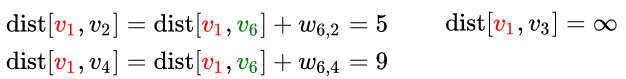 dist[v₁, v₂] = dist[v₁, v₆] + w₆,₂ = 5 dist[v₁, v₃] = ∞
dist[v₁, v₄] = dist[v₁, v₆] + w₆,₄ = 9